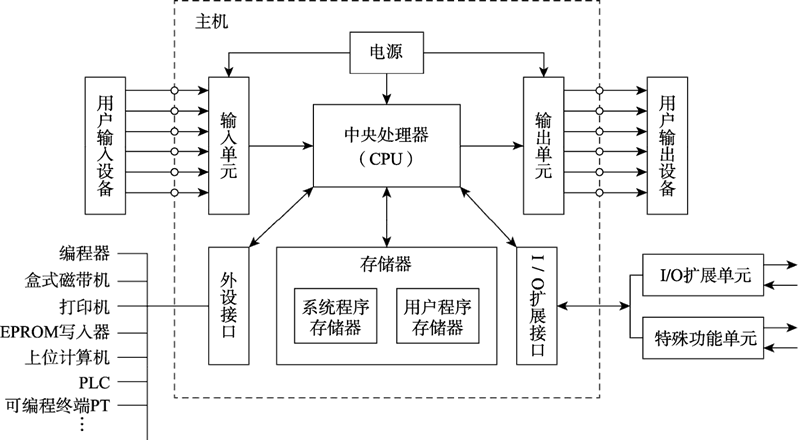 主机
电源
用户输入设备
输入单元
中央处理器
(CPU)
输出单元
用户输出设备
编程器
盒式磁带机
打印机
EPROM写入器
上位计算机
PLC
可编程终端PT
⋮
外设接口
存储器
系统程序
存储器
用户程序
存储器
I/O扩展接口
I/O扩展单元
特殊功能单元